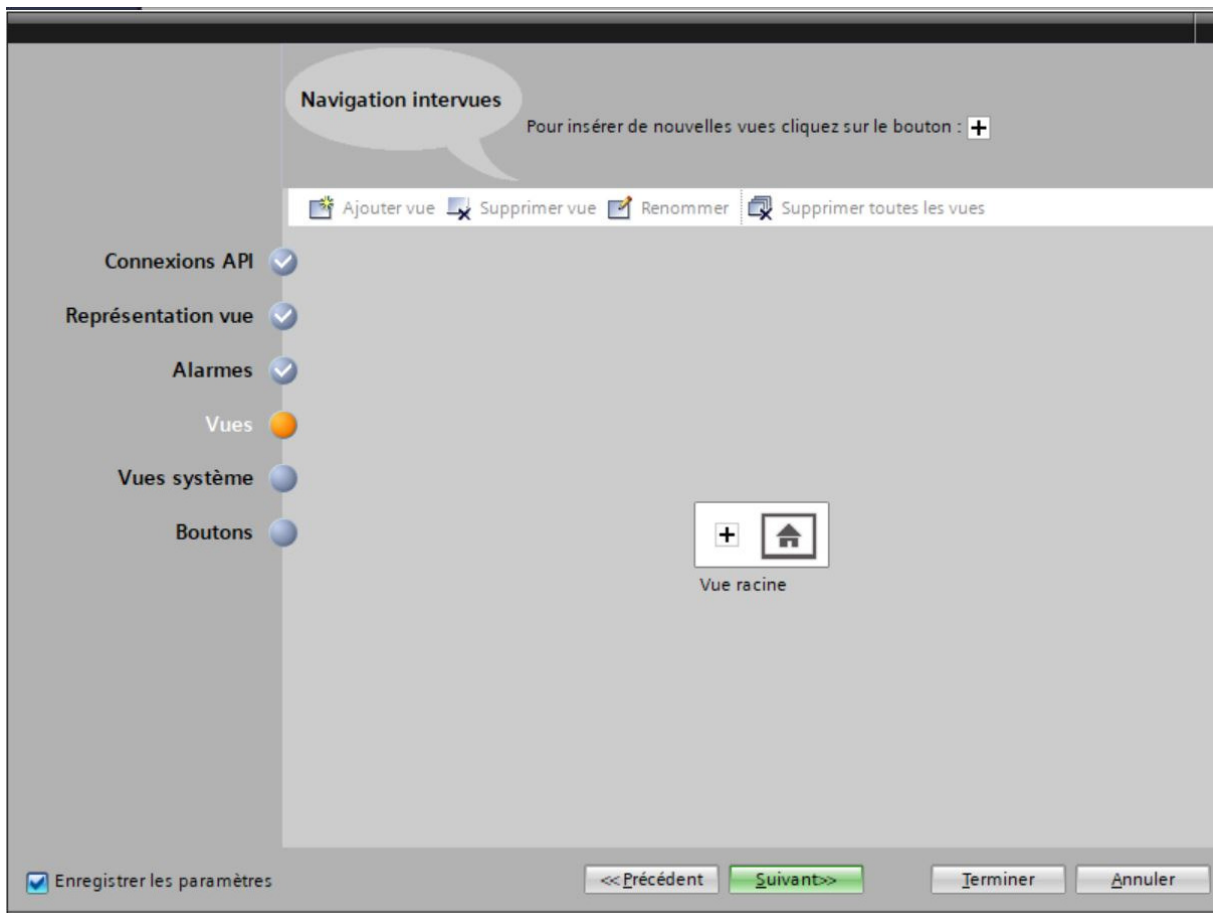 Navigation intervues
Pour insérer de nouvelles vues cliquez sur le bouton :
Ajouter vue Supprimer vue Renommer Supprimer toutes les vues
Connexions API
Représentation vue
Alarmes
Vues
Vues système
Boutons
Vue racine
Enregistrer les paramètres
<<Précédent Suivant>> Terminer Annuler